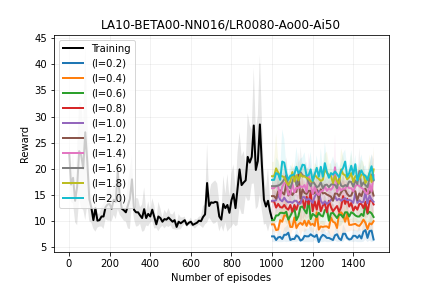 LA10-BETA00-NN016/LR0080-Ao00-Ai50
45
40
35
30
25
20
15
10
5
Reward
Training
(l=0.2)
(l=0.4)
(l=0.6)
(l=0.8)
(l=1.0)
(l=1.2)
(l=1.4)
(l=1.6)
(l=1.8)
(l=2.0)
0 200 400 600 800 1000 1200 1400
Number of episodes